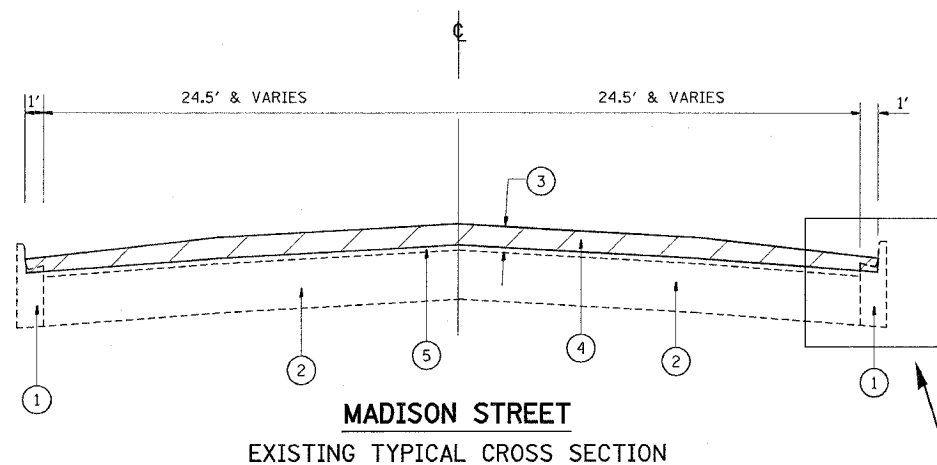 ℄
1' 24.5' & VARIES 24.5' & VARIES 1'
3
1 2 5 4 2 1
MADISON STREET
EXISTING TYPICAL CROSS SECTION